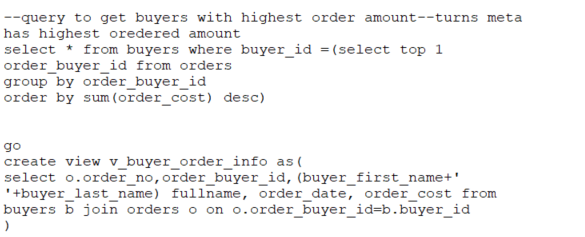 --query to get buyers with highest order amount--turns meta
has highest oredered amount
select * from buyers where buyer_id =(select top 1
order_buyer_id from orders
group by order_buyer_id
order by sum(order_cost) desc)
go
create view v_buyer_order_info as(
select o.order_no,order_buyer_id,(buyer_first_name+'
'+buyer_last_name) fullname, order_date, order_cost from
buyers b join orders o on o.order_buyer_id=b.buyer_id
)